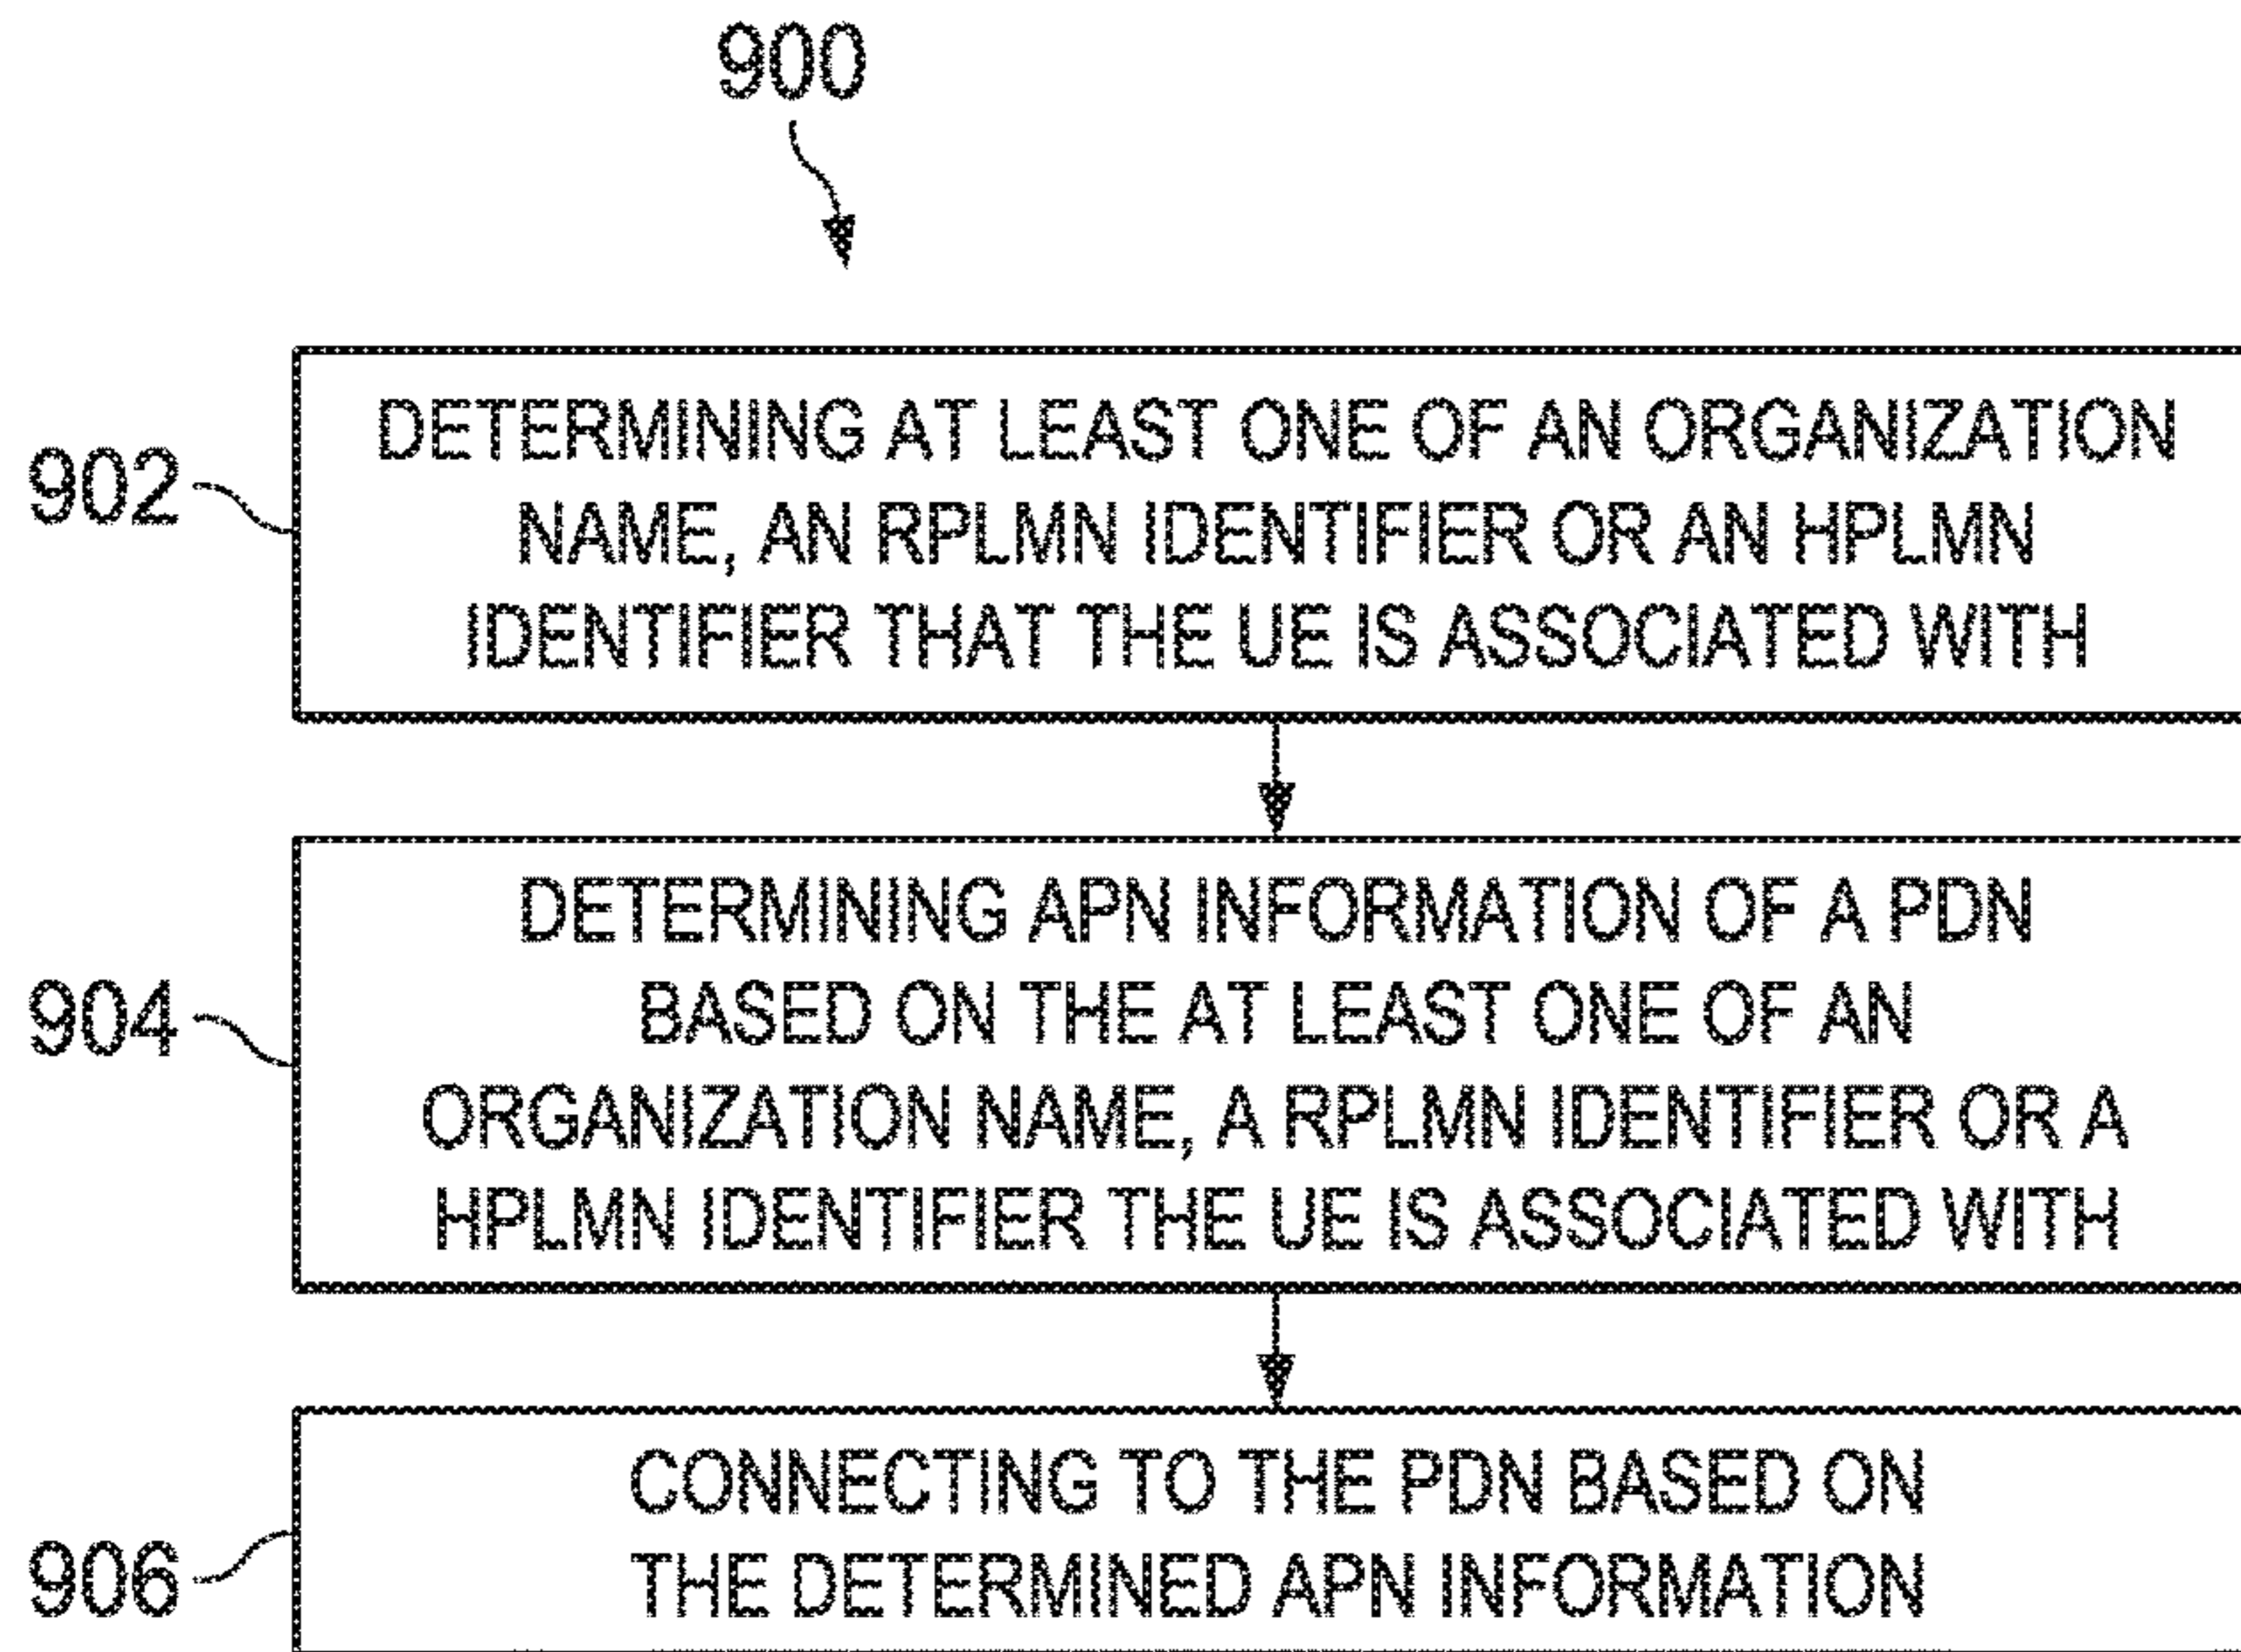 900
902
DETERMINING AT LEAST ONE OF AN ORGANIZATION
NAME, AN RPLMN IDENTIFIER OR AN HPLMN
IDENTIFIER THAT THE UE IS ASSOCIATED WITH
904
DETERMINING APN INFORMATION OF A PDN
BASED ON THE AT LEAST ONE OF AN
ORGANIZATION NAME, A RPLMN IDENTIFIER OR A
HPLMN IDENTIFIER THE UE IS ASSOCIATED WITH
906
CONNECTING TO THE PDN BASED ON
THE DETERMINED APN INFORMATION